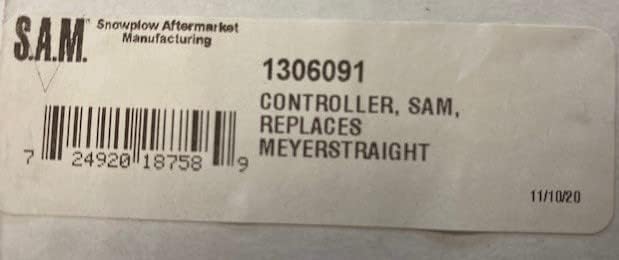 S.A.M.
Snowplow Aftermarket
Manufacturing
1306091
CONTROLLER, SAM,
REPLACES
MEYERSTRAIGHT
7 24920 18758 9
11/10/20